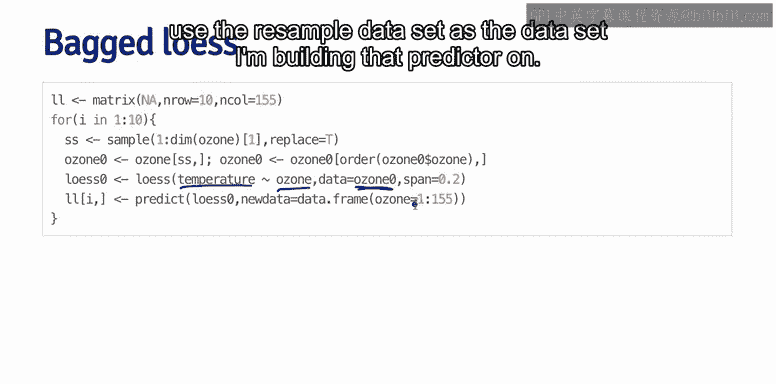 use the resample data set as the data set
I'm building that predictor on.
Bagged loess
ll <- matrix(NA,nrow=10,ncol=155)
for(i in 1:10){
ss <- sample(1:dim(ozone)[1],replace=T)
ozone0 <- ozone[ss,]; ozone0 <- ozone0[order(ozone0$ozone),]
loess0 <- loess(temperature ~ ozone,data=ozone0,span=0.2)
ll[i,] <- predict(loess0,newdata=data.frame(ozone=1:155))
}